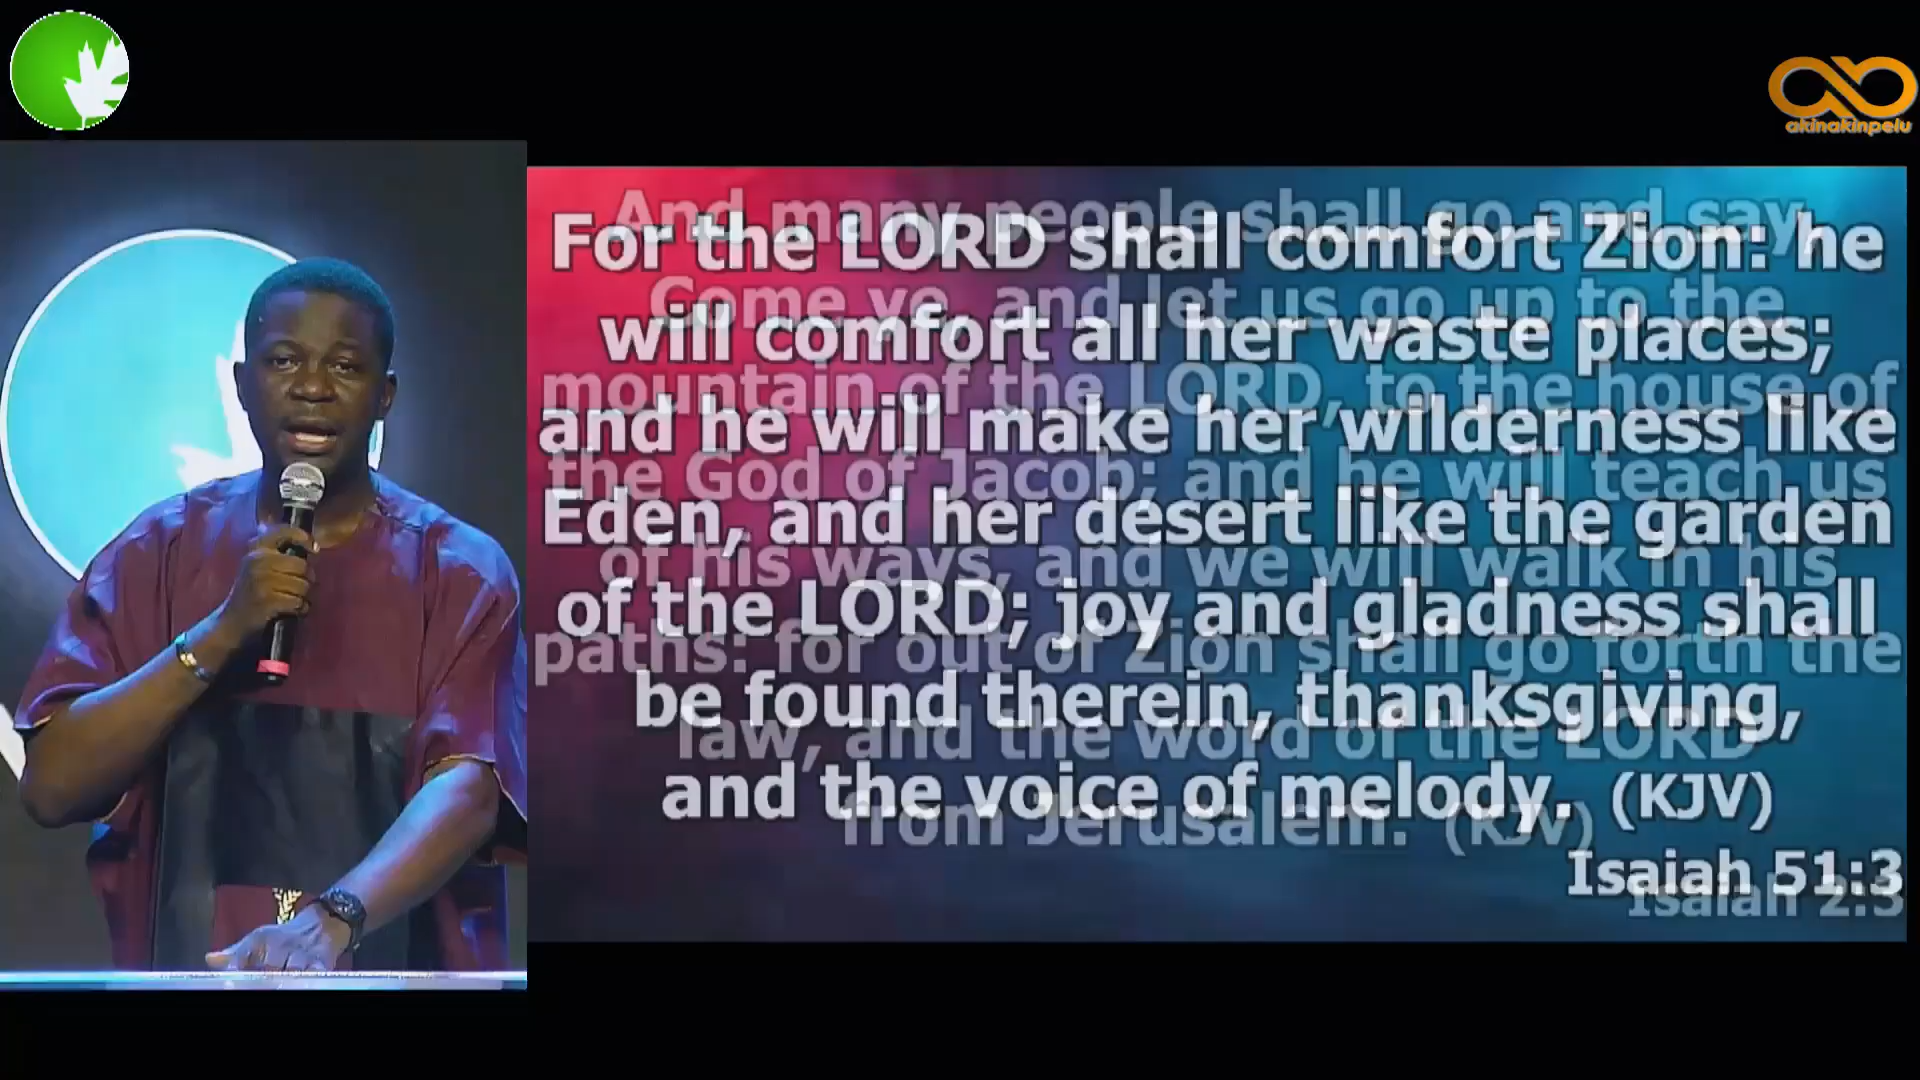 akinakinpelu
For the LORD shall comfort Zion: he
will comfort all her waste places;
and he will make her wilderness like
Eden, and her desert like the garden
of the LORD; joy and gladness shall
be found therein, thanksgiving,
and the voice of melody. (KJV)
Isaiah 51:3
And many people shall go and say,
Come ye, and let us go up to the
mountain of the LORD, to the house of
the God of Jacob; and he will teach us
of his ways, and we will walk in his
paths: for out of Zion shall go forth the
law, and the word of the LORD
from Jerusalem. (KJV)
Isaiah 2:3